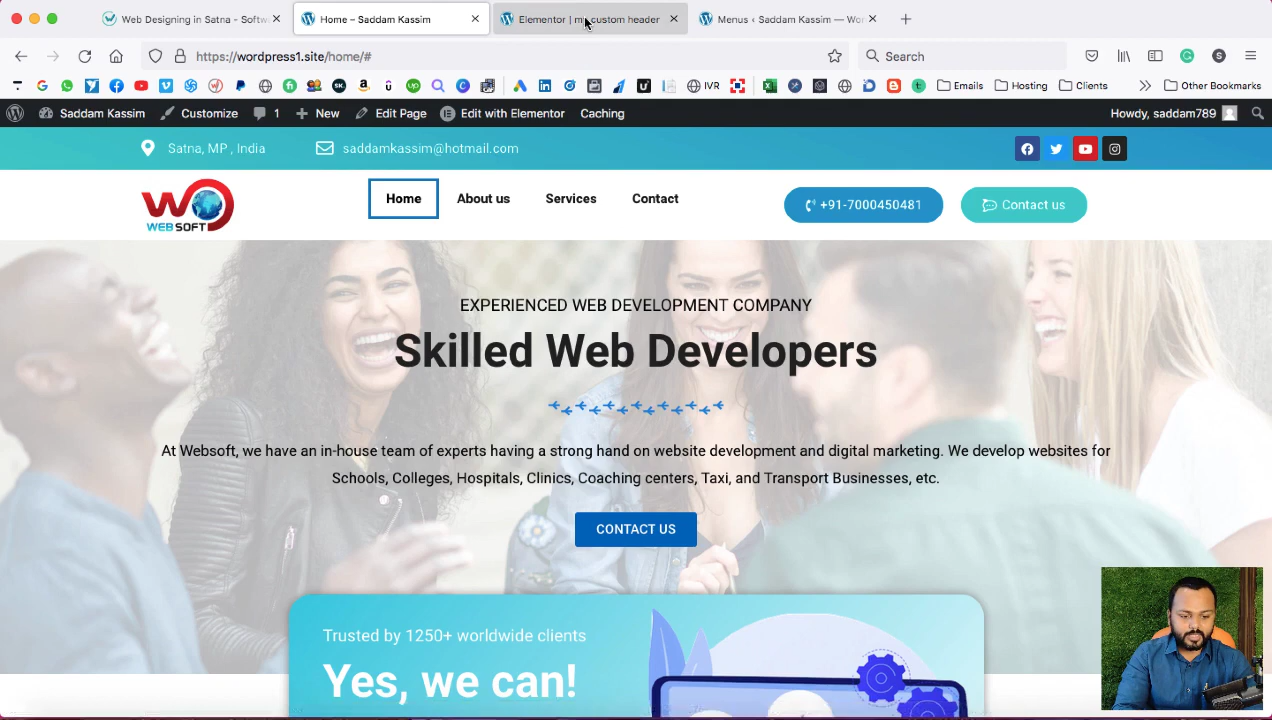 Web Designing in Satna - Softw
Home – Saddam Kassim
Elementor | my custom header
Menus ‹ Saddam Kassim — Wor
https://wordpress1.site/home/#
Search
IVR
Emails
Hosting
Clients
Other Bookmarks
Saddam Kassim
Customize
1
New
Edit Page
Edit with Elementor
Caching
Howdy, saddam789
Satna, MP , India
saddamkassim@hotmail.com
WEB SOFT
Home
About us
Services
Contact
+91-7000450481
Contact us
EXPERIENCED WEB DEVELOPMENT COMPANY
Skilled Web Developers
At Websoft, we have an in-house team of experts having a strong hand on website development and digital marketing. We develop websites for
Schools, Colleges, Hospitals, Clinics, Coaching centers, Taxi, and Transport Businesses, etc.
CONTACT US
Trusted by 1250+ worldwide clients
Yes, we can!